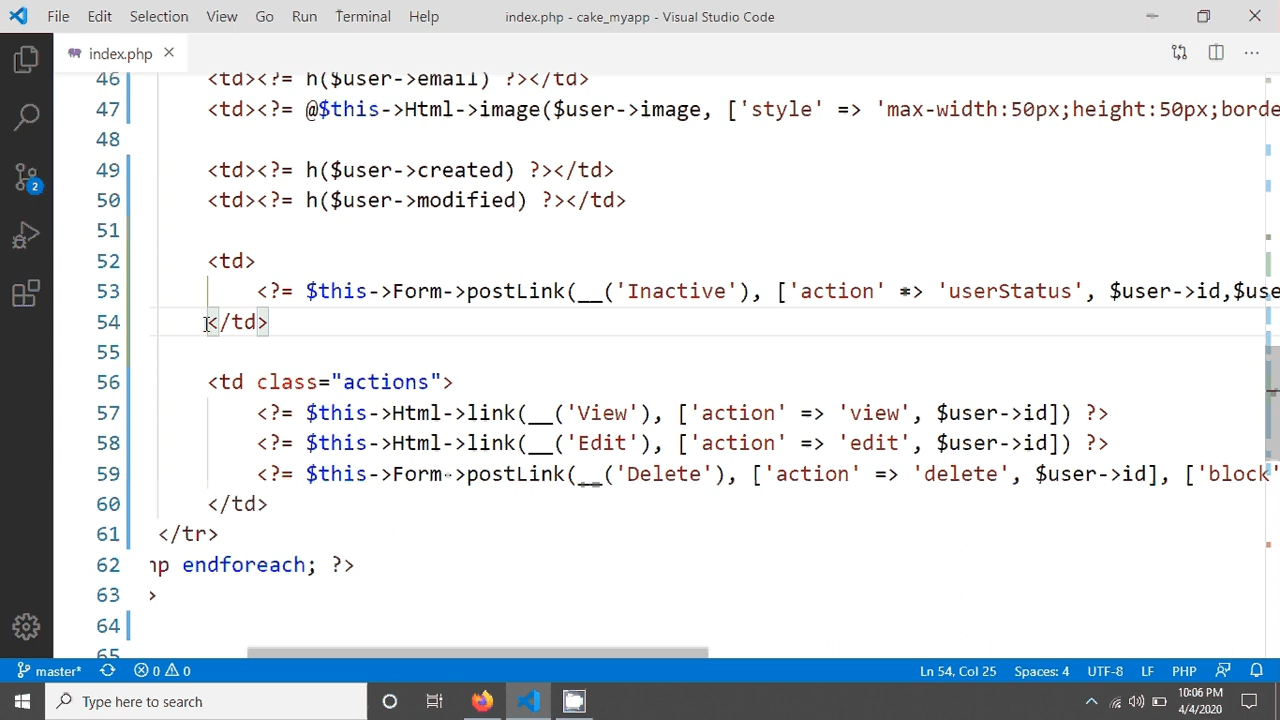 File Edit Selection View Go Run Terminal Help index.php - cake_myapp - Visual Studio Code
index.php
46 <td><?= h($user->email) ?></td>
47 <td><?= @$this->Html->image($user->image, ['style' => 'max-width:50px;height:50px;borde
48
49 <td><?= h($user->created) ?></td>
50 <td><?= h($user->modified) ?></td>
51
52 <td>
53 <?= $this->Form->postLink(__('Inactive'), ['action' => 'userStatus', $user->id,$use
54 </td>
55
56 <td class="actions">
57 <?= $this->Html->link(__('View'), ['action' => 'view', $user->id]) ?>
58 <?= $this->Html->link(__('Edit'), ['action' => 'edit', $user->id]) ?>
59 <?= $this->Form->postLink(__('Delete'), ['action' => 'delete', $user->id], ['block'
60 </td>
61 </tr>
62 hp endforeach; ?>
63 >
64
65
2
master* 0 0 Ln 54, Col 25 Spaces: 4 UTF-8 LF PHP
Type here to search
10:06 PM
4/4/2020